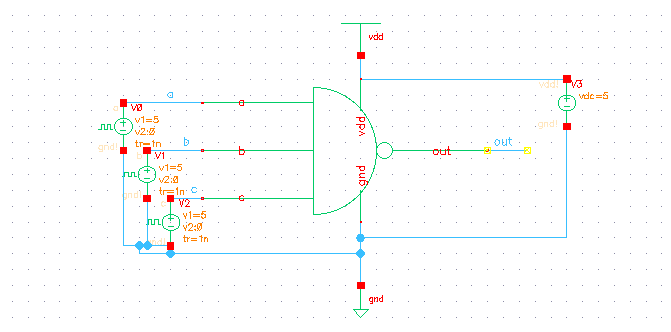 vdd
vdd!
V3
vdc=5
gnd!
a
a
V0
v1=5
v2:0
tr=1n
gnd!
vdd
b
b
V1
v1=5
v2:0
tr=1n
out
out
gnd
c
V2
v1=5
v2:0
tr=1n
gnd